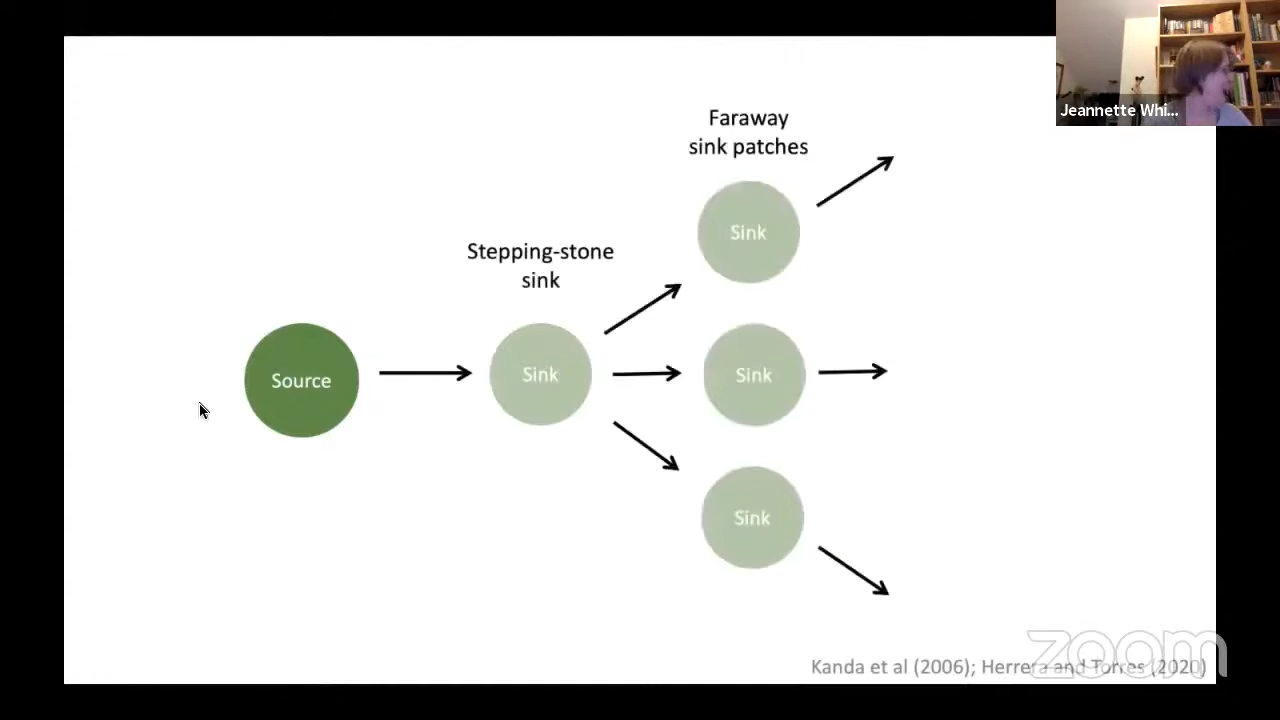 Jeannette Whi...
Faraway
sink patches
Sink
Stepping-stone
sink
Source
Sink
Sink
Sink
zoom
Kanda et al (2006); Herrera and Torres (2020)